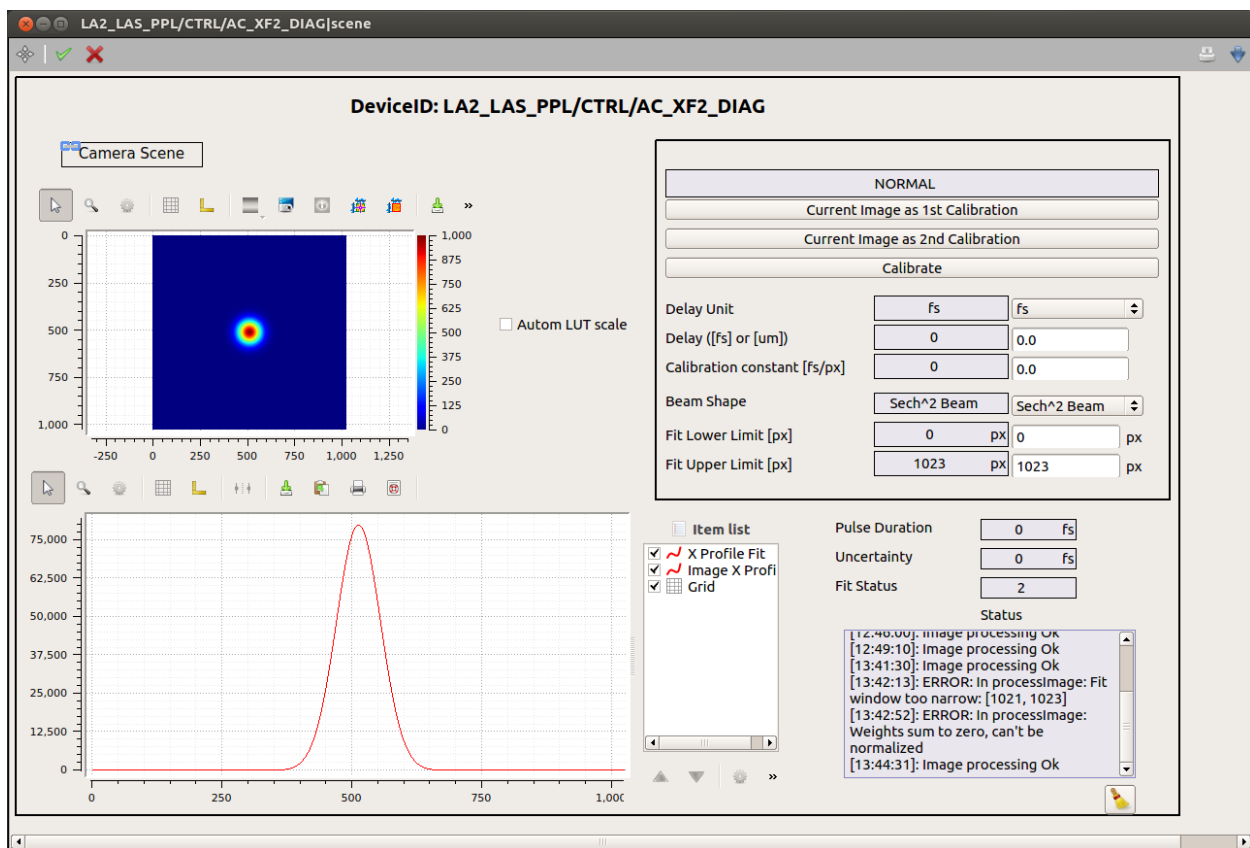 LA2_LAS_PPL/CTRL/AC_XF2_DIAG|scene
DeviceID: LA2_LAS_PPL/CTRL/AC_XF2_DIAG
Camera Scene
»
0
250
500
750
1,000
-250
0
250
500
750
1,000
1,250
1,000
875
750
625
500
375
250
125
0
Autom LUT scale
NORMAL
Current Image as 1st Calibration
Current Image as 2nd Calibration
Calibrate
Delay Unit fs fs
Delay ([fs] or [um]) 0 0.0
Calibration constant [fs/px] 0 0.0
Beam Shape Sech^2 Beam Sech^2 Beam
Fit Lower Limit [px] 0 px 0 px
Fit Upper Limit [px] 1023 px 1023 px
75,000
62,500
50,000
37,500
25,000
12,500
0
0
250
500
750
1,000
Item list
X Profile Fit
Image X Profi
Grid
»
Pulse Duration 0 fs
Uncertainty 0 fs
Fit Status 2
Status
[12:46:00]: Image processing Ok
[12:49:10]: Image processing Ok
[13:41:30]: Image processing Ok
[13:42:13]: ERROR: In processImage: Fit
window too narrow: [1021, 1023]
[13:42:52]: ERROR: In processImage:
Weights sum to zero, can't be
normalized
[13:44:31]: Image processing Ok